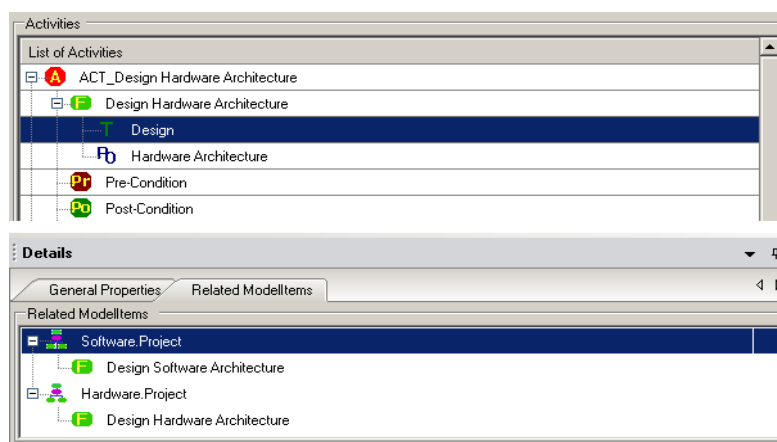 Activities
List of Activities
A ACT_Design Hardware Architecture
F Design Hardware Architecture
T Design
Hardware Architecture
Pr Pre-Condition
Po Post-Condition
Details
General Properties Related ModelItems
Related ModelItems
Software.Project
F Design Software Architecture
Hardware.Project
F Design Hardware Architecture